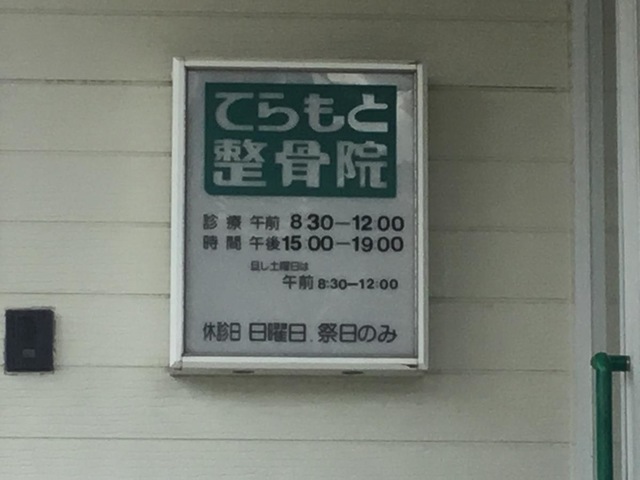 てらもと
整骨院
診療 午前 8:30－12:00
時間 午後 15:00－19:00
但し土曜日は
午前 8:30－12:00
休診日 日曜日.祭日のみ